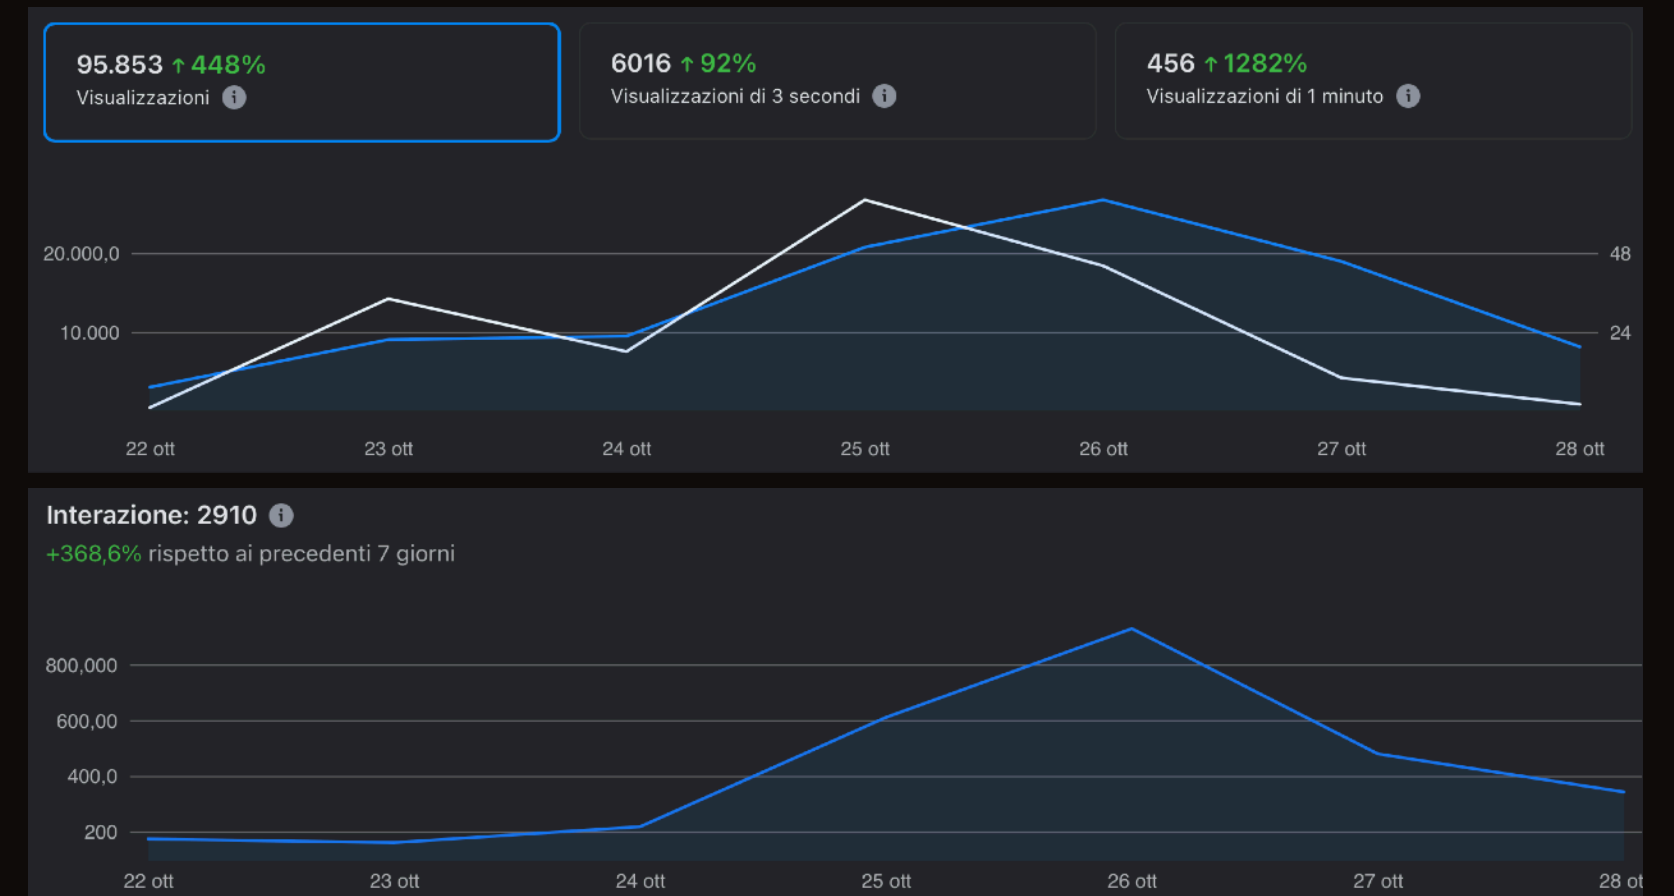 95.853 ↑ 448%
Visualizzazioni
6016 ↑ 92%
Visualizzazioni di 3 secondi
456 ↑ 1282%
Visualizzazioni di 1 minuto
20.000,0
48
10.000
24
22 ott
23 ott
24 ott
25 ott
26 ott
27 ott
28 ott
Interazione: 2910
+368,6% rispetto ai precedenti 7 giorni
800,000
600,00
400,0
200
22 ott
23 ott
24 ott
25 ott
26 ott
27 ott
28 ot